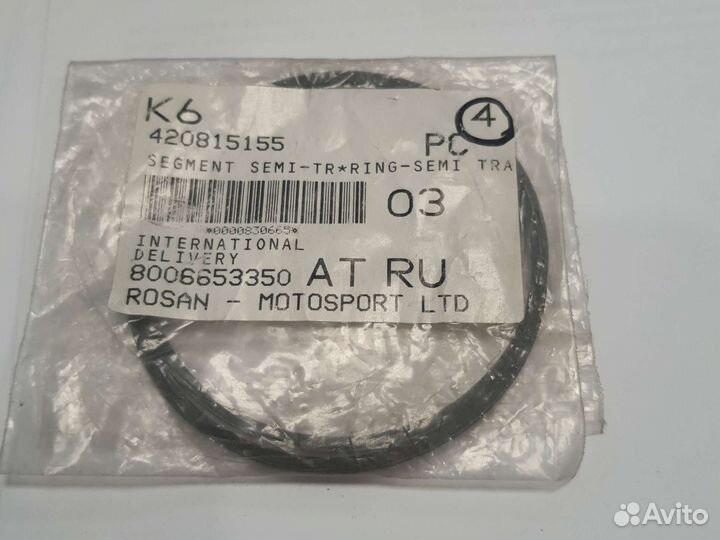 K6
4
420815155
PC
SEGMENT SEMI-TR*RING-SEMI TRA
03
*0000830665*
INTERNATIONAL
DELIVERY
8006653350 AT RU
ROSAN - MOTOSPORT LTD
Avito